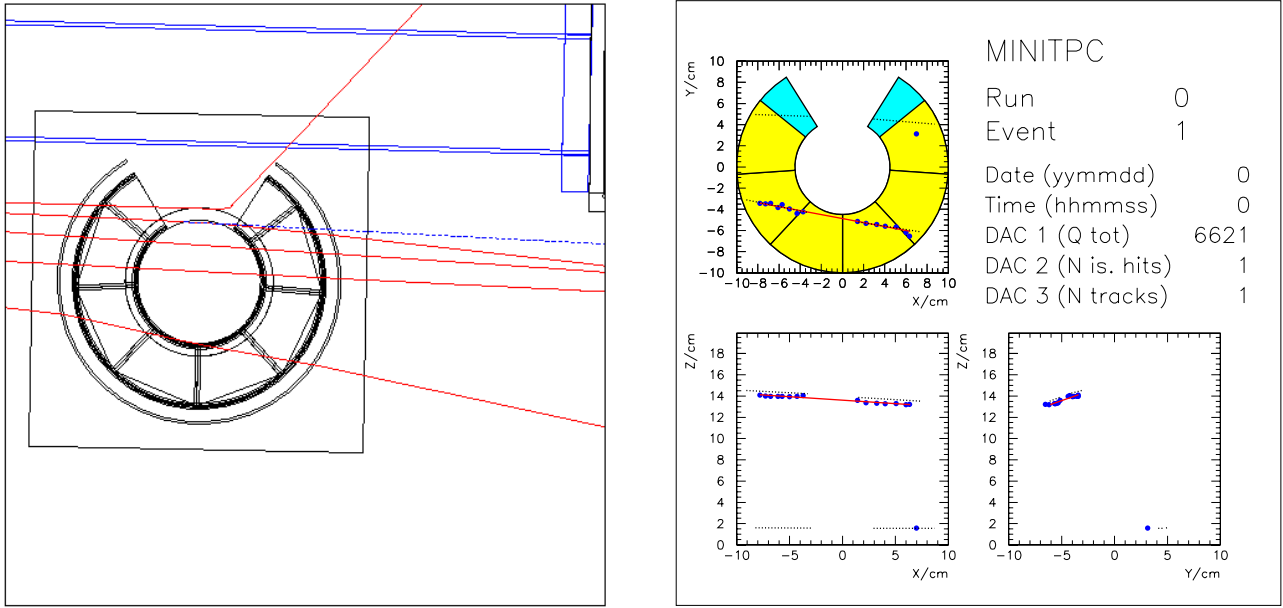 MINITPC
Run 0
Event 1
Date (yymmdd) 0
Time (hhmmss) 0
DAC 1 (Q tot) 6621
DAC 2 (N is. hits) 1
DAC 3 (N tracks) 1
Y/cm
10
8
6
4
2
0
−2
−4
−6
−8
−10
−10 −8 −6 −4 −2 0 2 4 6 8 10
X/cm
Z/cm
18
16
14
12
10
8
6
4
2
0
−10 −5 0 5 10
X/cm
Z/cm
18
16
14
12
10
8
6
4
2
0
−10 −5 0 5 10
Y/cm